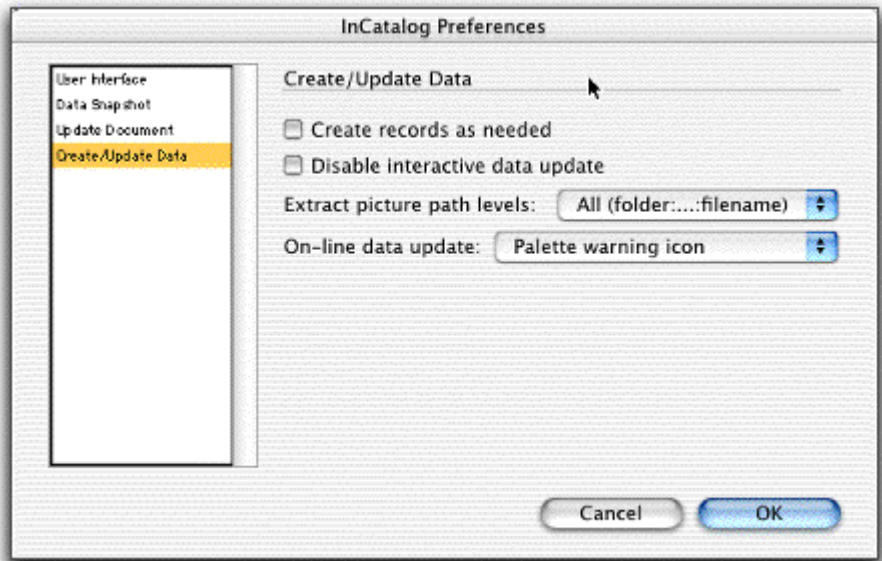 InCatalog Preferences
User Interface
Data Snapshot
Update Document
Create/Update Data
Create/Update Data
Create records as needed
Disable interactive data update
Extract picture path levels: All (folder:...:filename)
On-line data update: Palette warning icon
Cancel OK